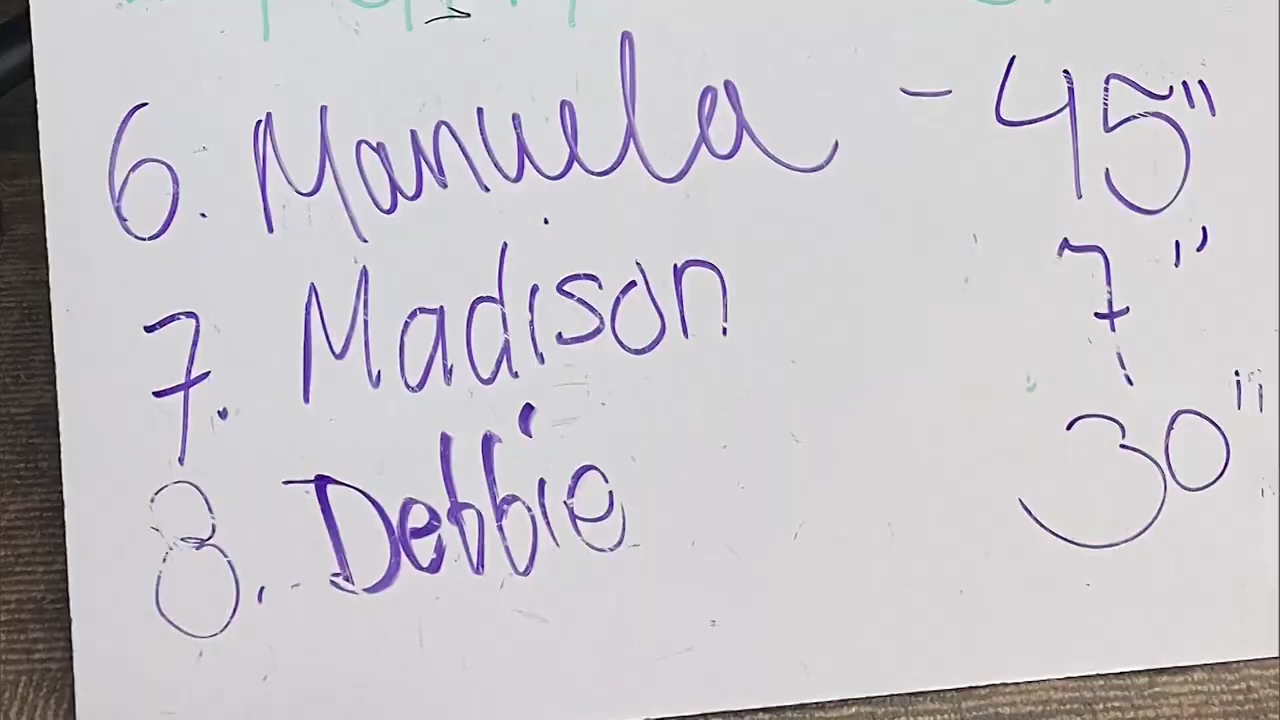 6. Manuela - 45"
7. Madison 7"
8. Debbie 30"